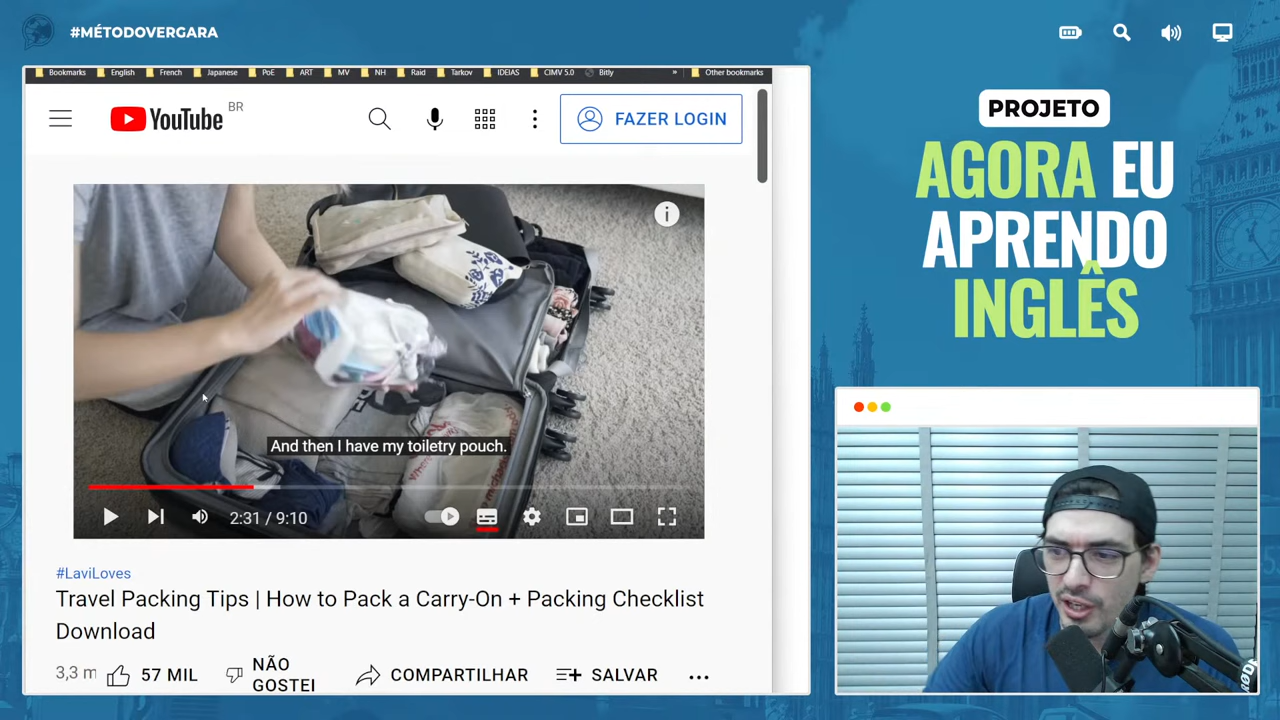 #MÉTODOVERGARA
Bookmarks English French Japanese PoE ART MV NH Raid Tarkov IDEIAS CIMV 5.0 Bitly » Other bookmarks
YouTube BR
FAZER LOGIN
i
And then I have my toiletry pouch.
2:31 / 9:10
#LaviLoves
Travel Packing Tips | How to Pack a Carry-On + Packing Checklist
Download
3,3 m 57 MIL NÃO GOSTEI COMPARTILHAR SALVAR
PROJETO
AGORA EU
APRENDO
INGLÊS